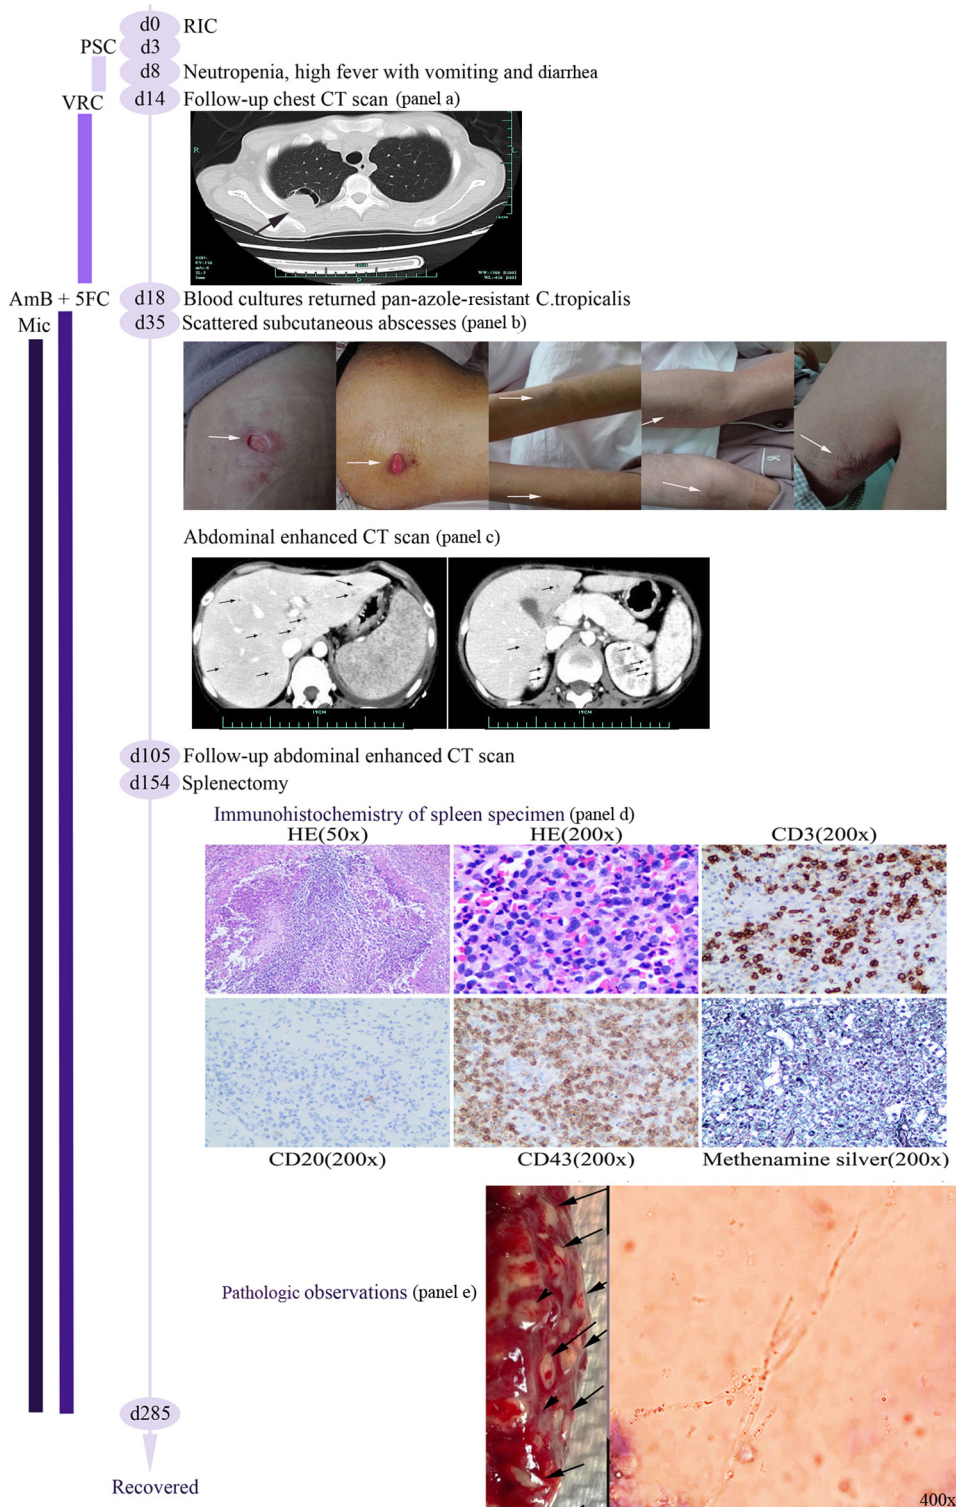 d0 RIC
PSC d3
d8 Neutropenia, high fever with vomiting and diarrhea
VRC d14 Follow-up chest CT scan (panel a)
R
P
AmB + 5FC d18 Blood cultures returned pan-azole-resistant C.tropicalis
Mic d35 Scattered subcutaneous abscesses (panel b)
Abdominal enhanced CT scan (panel c)
19CM 19CM
d105 Follow-up abdominal enhanced CT scan
d154 Splenectomy
Immunohistochemistry of spleen specimen (panel d)
HE(50x) HE(200x) CD3(200x)
CD20(200x) CD43(200x) Methenamine silver(200x)
Pathologic observations (panel e)
d285
Recovered
400x